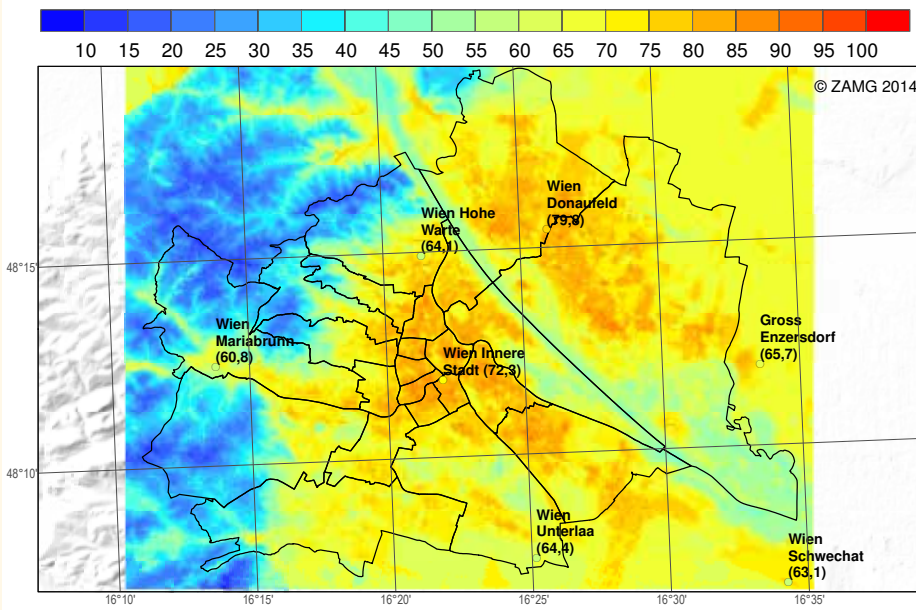 10 15 20 25 30 35 40 45 50 55 60 65 70 75 80 85 90 95 100
© ZAMG 2014
Wien
Donaufeld
(79,8)
Wien Hohe
Warte
(64,1)
48°15'
Wien
Mariabrunn
(60,8)
Gross
Enzersdorf
(65,7)
Wien Innere
Stadt (72,3)
48°10'
Wien
Unterlaa
(64,4)
Wien
Schwechat
(63,1)
16°10' 16°15' 16°20' 16°25' 16°30' 16°35'